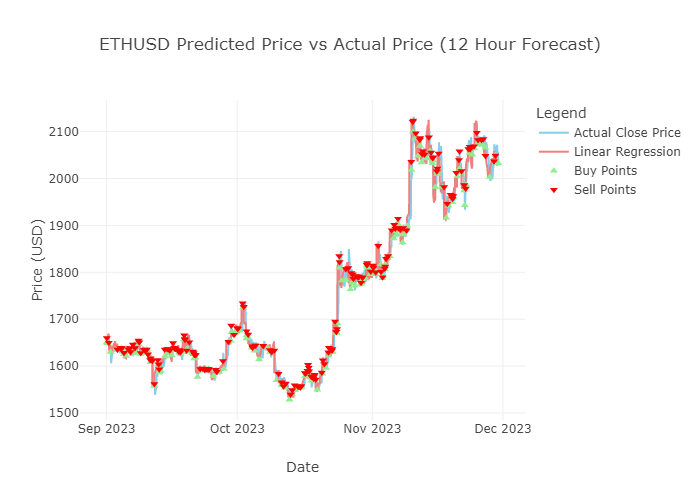 ETHUSD Predicted Price vs Actual Price (12 Hour Forecast)
Legend
Actual Close Price
Linear Regression
Buy Points
Sell Points
Price (USD)
2100
2000
1900
1800
1700
1600
1500
Sep 2023
Oct 2023
Nov 2023
Dec 2023
Date